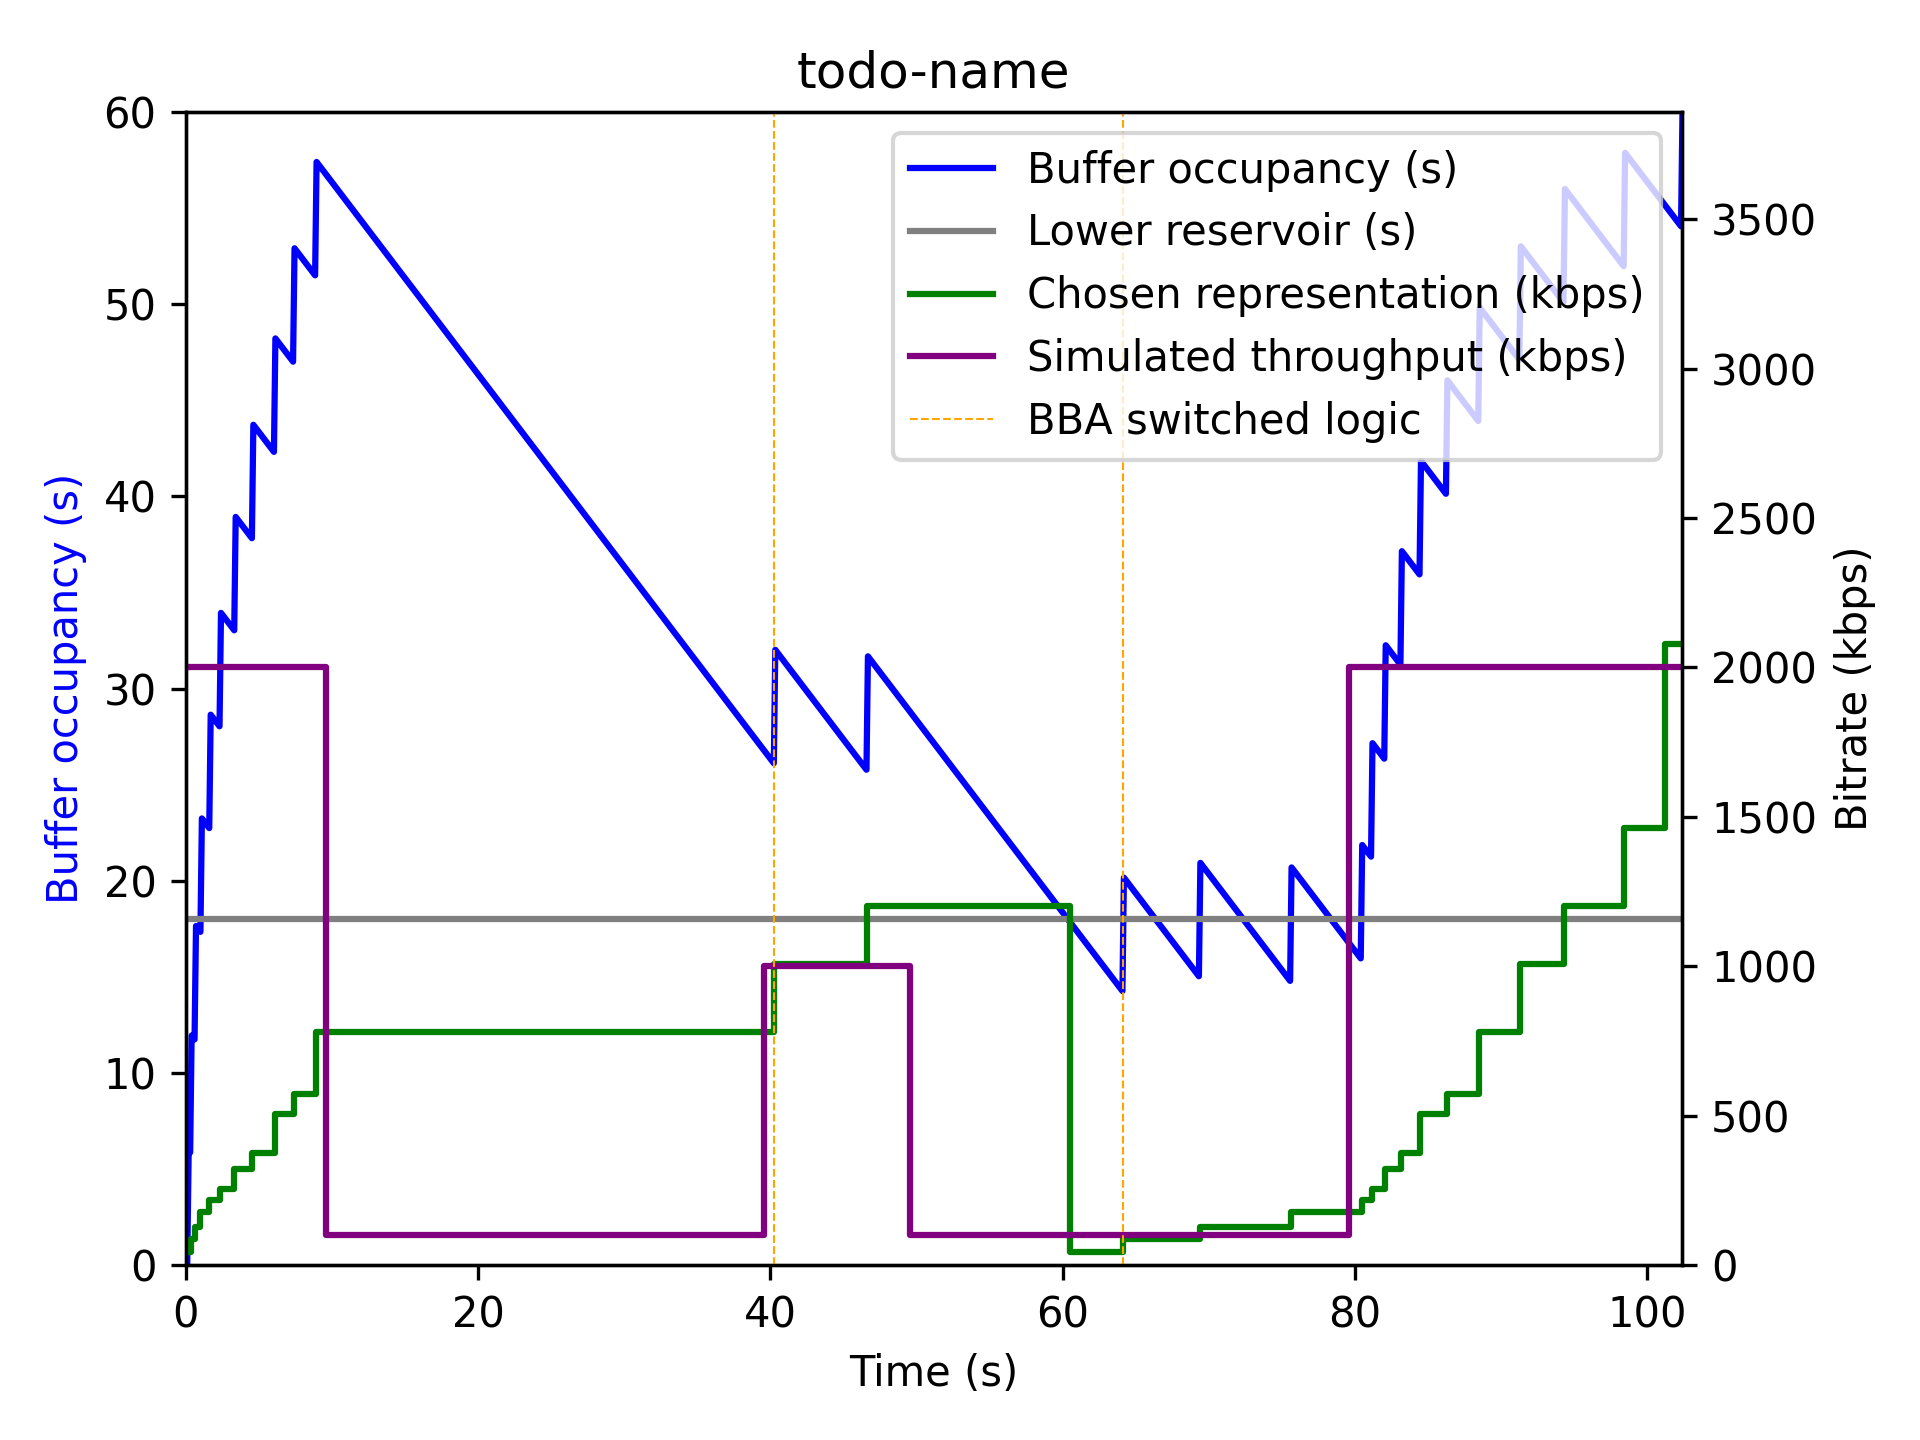 todo-name
60
50
40
30
20
10
0
Buffer occupancy (s)
Buffer occupancy (s)
Lower reservoir (s)
Chosen representation (kbps)
Simulated throughput (kbps)
BBA switched logic
3500
3000
2500
2000
1500
1000
500
0
Bitrate (kbps)
0 20 40 60 80 100
Time (s)